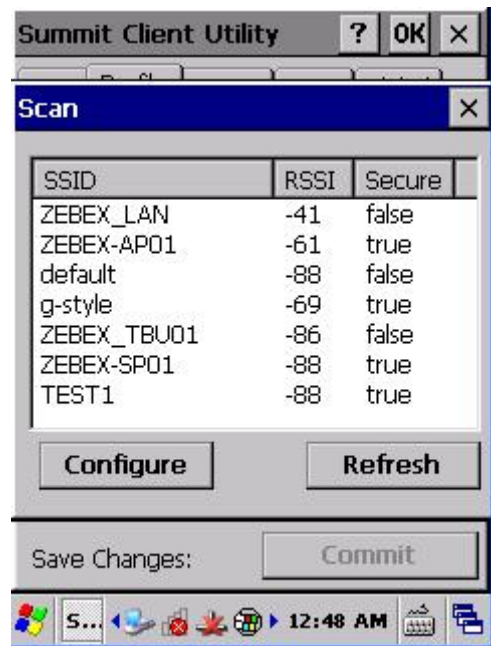 Summit Client Utility ? OK ×
Scan ×
SSID RSSI Secure
ZEBEX_LAN -41 false
ZEBEX-AP01 -61 true
default -88 false
g-style -69 true
ZEBEX_TBU01 -86 false
ZEBEX-SP01 -88 true
TEST1 -88 true
Configure Refresh
Save Changes: Commit
S... 12:48 AM